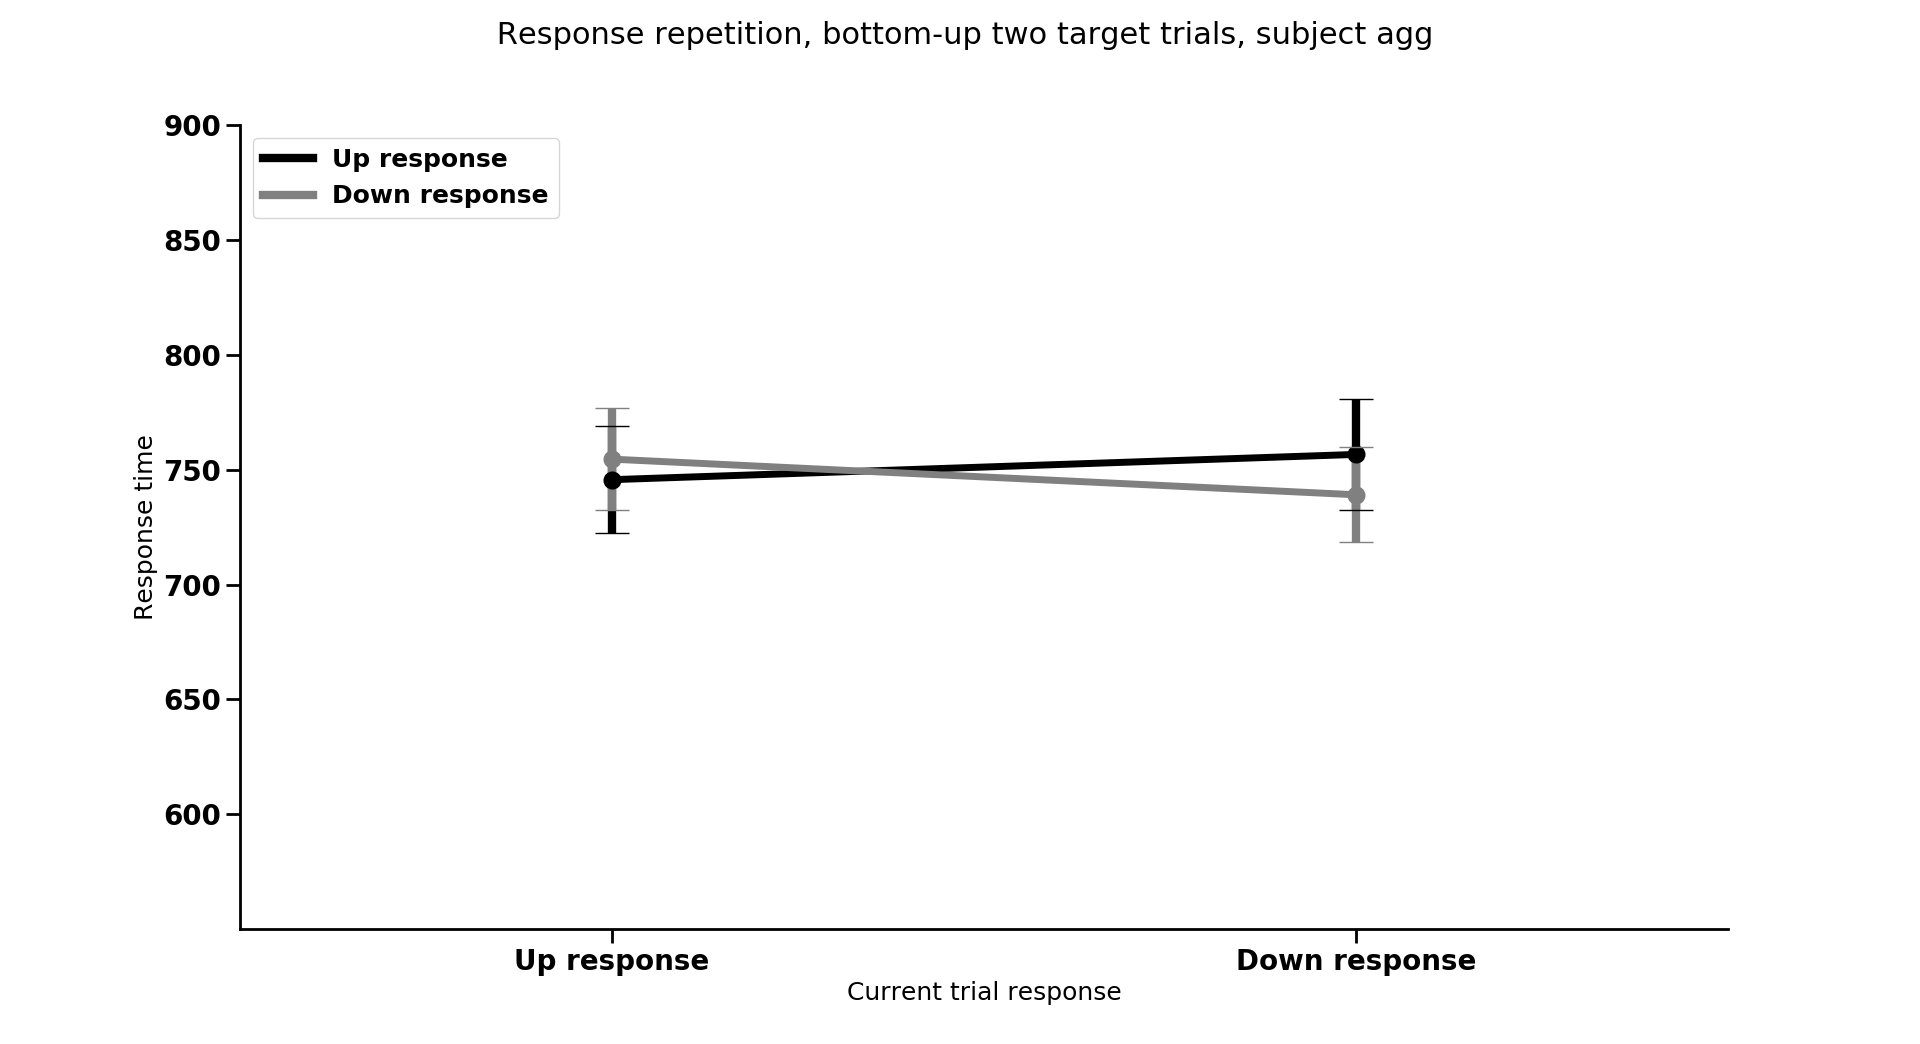 Response repetition, bottom-up two target trials, subject agg
900
850
800
750
700
650
600
Response time
Up response
Down response
Up response
Down response
Current trial response